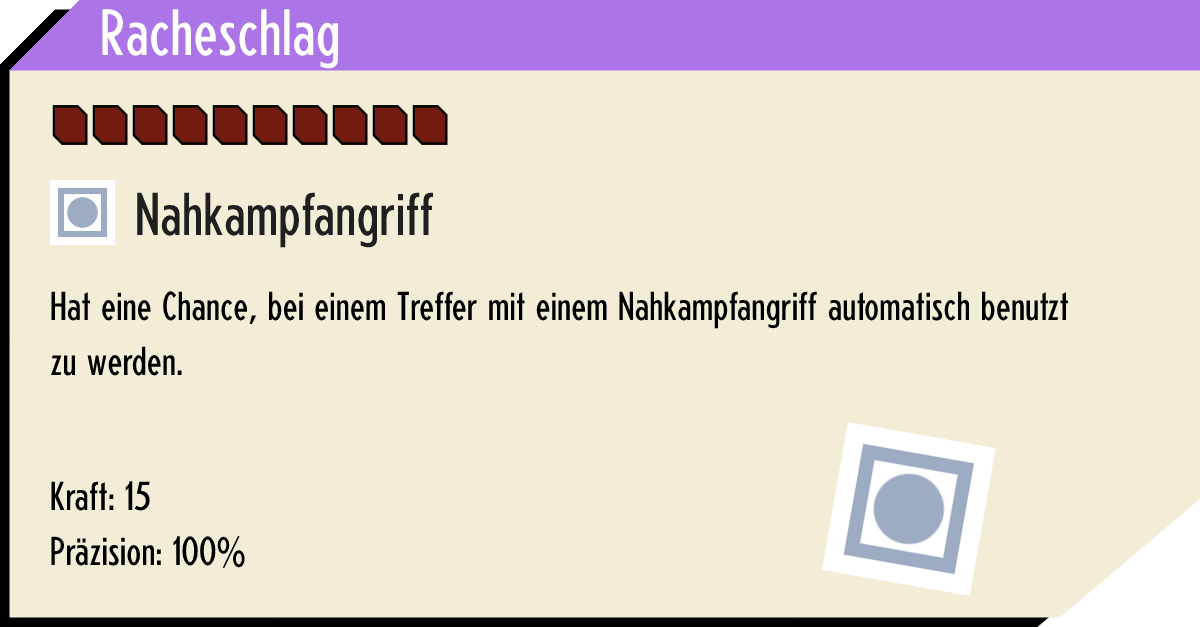 Racheschlag
Nahkampfangriff
Hat eine Chance, bei einem Treffer mit einem Nahkampfangriff automatisch benutzt
zu werden.
Kraft: 15
Präzision: 100%